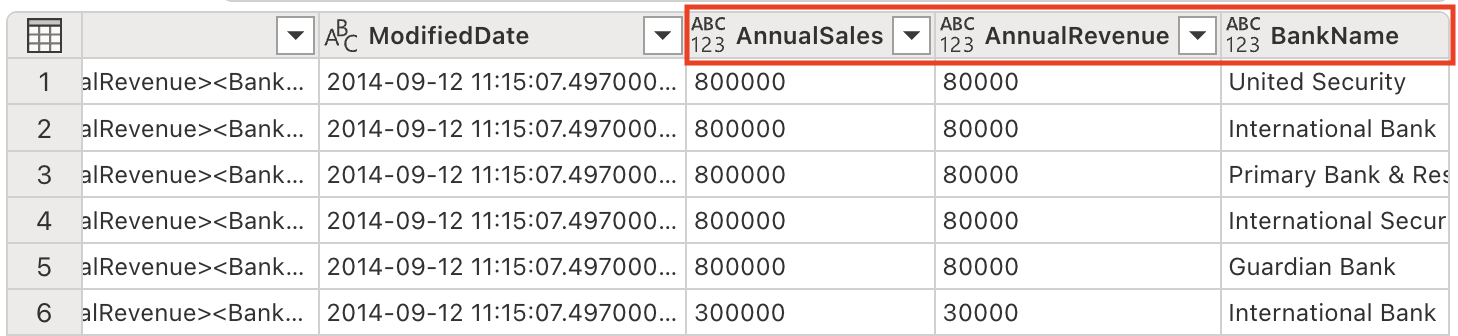 ABC ModifiedDate ABC 123 AnnualSales ABC 123 AnnualRevenue ABC 123 BankName
1 alRevenue><Bank... 2014-09-12 11:15:07.497000... 800000 80000 United Security
2 alRevenue><Bank... 2014-09-12 11:15:07.497000... 800000 80000 International Bank
3 alRevenue><Bank... 2014-09-12 11:15:07.497000... 800000 80000 Primary Bank & Res
4 alRevenue><Bank... 2014-09-12 11:15:07.497000... 800000 80000 International Secur
5 alRevenue><Bank... 2014-09-12 11:15:07.497000... 800000 80000 Guardian Bank
6 alRevenue><Bank... 2014-09-12 11:15:07.497000... 300000 30000 International Bank